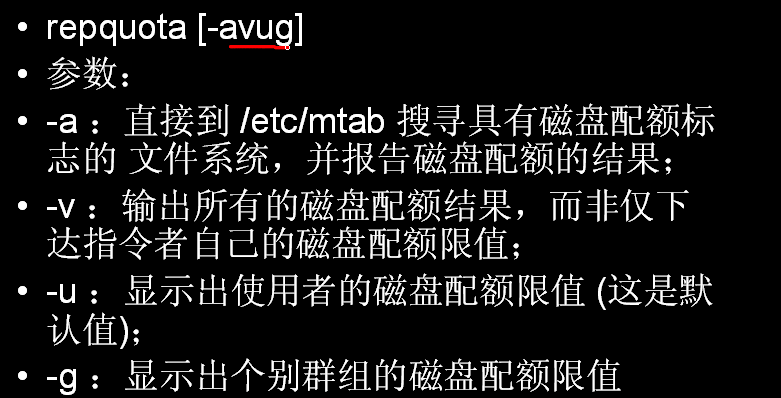 • repquota [-avug]
• 参数：
• -a ：直接到 /etc/mtab 搜寻具有磁盘配额标
志的 文件系统，并报告磁盘配额的结果；
• -v ：输出所有的磁盘配额结果，而非仅下
达指令者自己的磁盘配额限值；
• -u ：显示出使用者的磁盘配额限值 (这是默
认值)；
• -g ：显示出个别群组的磁盘配额限值